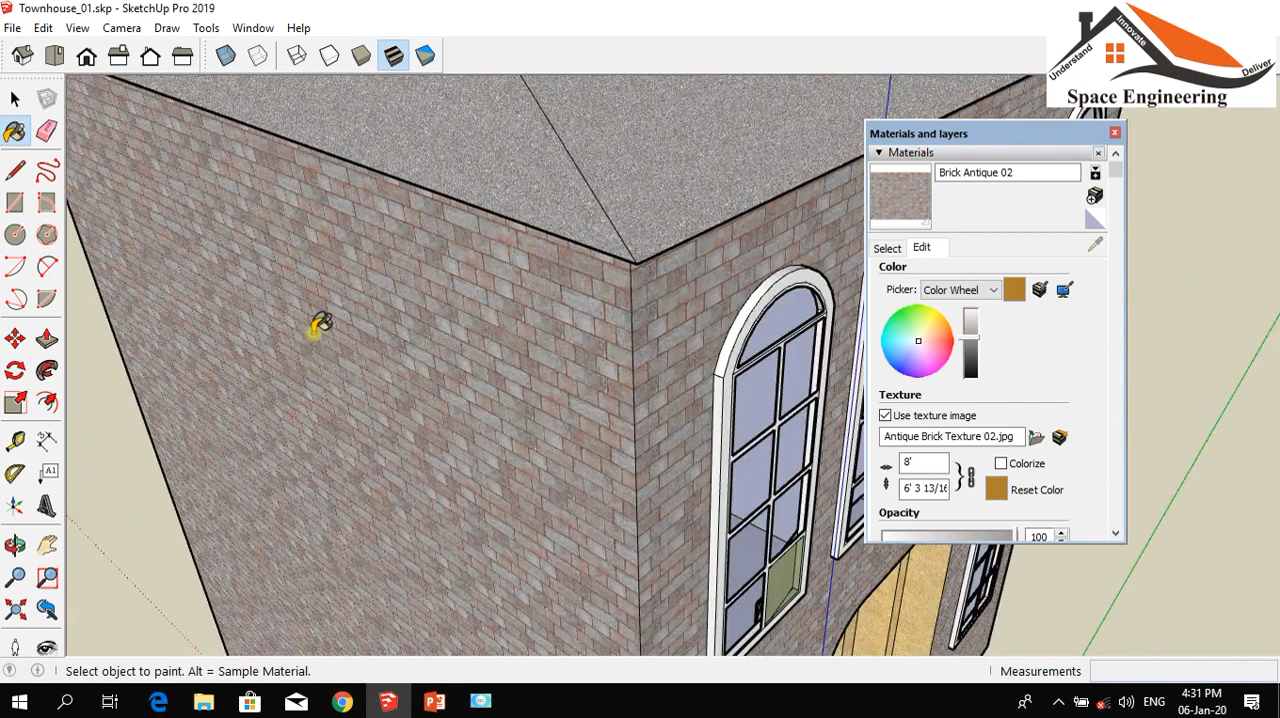 Townhouse_01.skp - SketchUp Pro 2019
File Edit View Camera Draw Tools Window Help
Understand Innovate Deliver
Space Engineering
Materials and layers
Materials
Brick Antique 02
Select Edit
Color
Picker: Color Wheel
Texture
Use texture image
Antique Brick Texture 02.jpg
8' Colorize
6' 3 13/16 Reset Color
Opacity
100
A1
Select object to paint. Alt = Sample Material. Measurements
ENG 4:31 PM
06-Jan-20